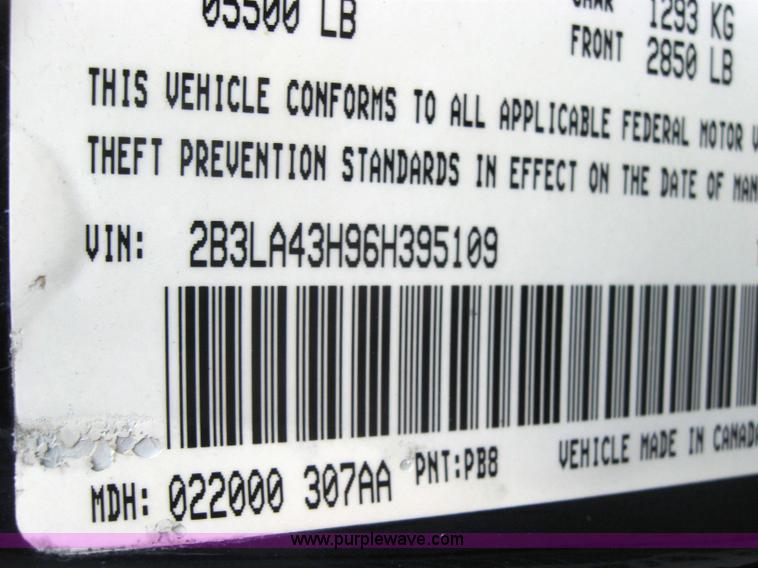 05500 LB
1293 KG
FRONT 2850 LB
THIS VEHICLE CONFORMS TO ALL APPLICABLE FEDERAL MOTOR
THEFT PREVENTION STANDARDS IN EFFECT ON THE DATE OF MAN
VIN: 2B3LA43H96H395109
MDH: 022000 307AA PNT:PB8 VEHICLE MADE IN CANADA
www.purplewave.com